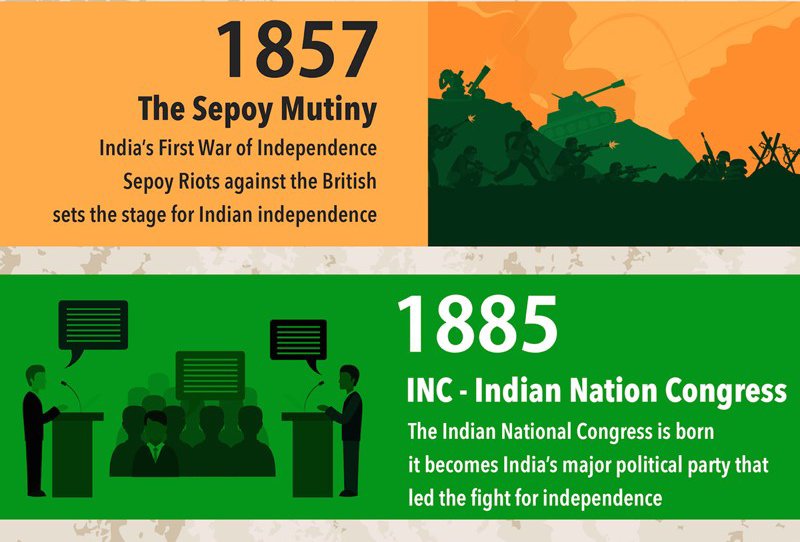 1857
The Sepoy Mutiny
India's First War of Independence
Sepoy Riots against the British
sets the stage for Indian independence
1885
INC - Indian Nation Congress
The Indian National Congress is born
it becomes India's major political party that
led the fight for independence